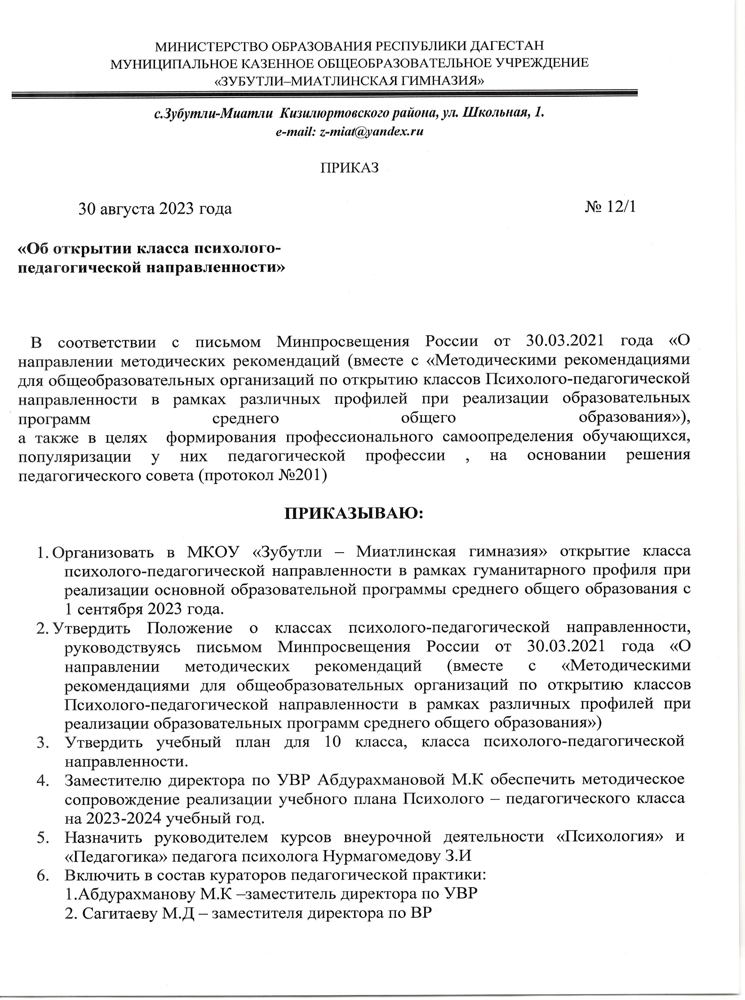 МИНИСТЕРСТВО ОБРАЗОВАНИЯ РЕСПУБЛИКИ ДАГЕСТАН
МУНИЦИПАЛЬНОЕ КАЗЕННОЕ ОБЩЕОБРАЗОВАТЕЛЬНОЕ УЧРЕЖДЕНИЕ
«ЗУБУТЛИ–МИАТЛИНСКАЯ ГИМНАЗИЯ»
с.Зубутли-Миатли Кизилюртовского района, ул. Школьная, 1.
e-mail: z-miat@yandex.ru
ПРИКАЗ
30 августа 2023 года № 12/1
«Об открытии класса психолого-
педагогической направленности»
В соответствии с письмом Минпросвещения России от 30.03.2021 года «О
направлении методических рекомендаций (вместе с «Методическими рекомендациями
для общеобразовательных организаций по открытию классов Психолого-педагогической
направленности в рамках различных профилей при реализации образовательных
программ среднего общего образования»),
а также в целях формирования профессионального самоопределения обучающихся,
популяризации у них педагогической профессии , на основании решения
педагогического совета (протокол №201)
ПРИКАЗЫВАЮ:
1. Организовать в МКОУ «Зубутли – Миатлинская гимназия» открытие класса
психолого-педагогической направленности в рамках гуманитарного профиля при
реализации основной образовательной программы среднего общего образования с
1 сентября 2023 года.
2. Утвердить Положение о классах психолого-педагогической направленности,
руководствуясь письмом Минпросвещения России от 30.03.2021 года «О
направлении методических рекомендаций (вместе с «Методическими
рекомендациями для общеобразовательных организаций по открытию классов
Психолого-педагогической направленности в рамках различных профилей при
реализации образовательных программ среднего общего образования»)
3. Утвердить учебный план для 10 класса, класса психолого-педагогической
направленности.
4. Заместителю директора по УВР Абдурахмановой М.К обеспечить методическое
сопровождение реализации учебного плана Психолого – педагогического класса
на 2023-2024 учебный год.
5. Назначить руководителем курсов внеурочной деятельности «Психология» и
«Педагогика» педагога психолога Нурмагомедову З.И
6. Включить в состав кураторов педагогической практики:
1.Абдурахманову М.К –заместитель директора по УВР
2. Сагитаеву М.Д – заместителя директора по ВР